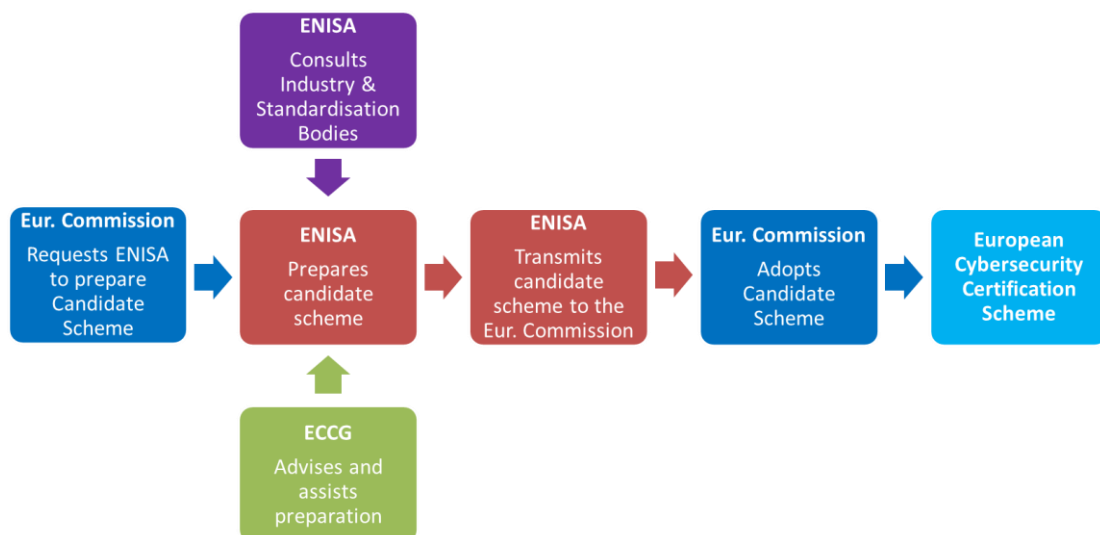 ENISA
Consults
Industry &
Standardisation
Bodies
Eur. Commission
Requests ENISA
to prepare
Candidate
Scheme
ENISA
Prepares
candidate
scheme
ENISA
Transmits
candidate
scheme to the
Eur. Commission
Eur. Commission
Adopts
Candidate
Scheme
European
Cybersecurity
Certification
Scheme
ECCG
Advises and
assists
preparation